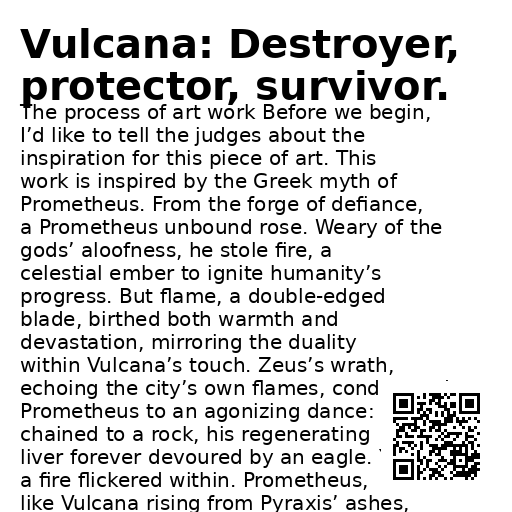 Vulcana: Destroyer,
protector, survivor.
The process of art work Before we begin,
I’d like to tell the judges about the
inspiration for this piece of art. This
work is inspired by the Greek myth of
Prometheus. From the forge of defiance,
a Prometheus unbound rose. Weary of the
gods’ aloofness, he stole fire, a
celestial ember to ignite humanity’s
progress. But flame, a double-edged
blade, birthed both warmth and
devastation, mirroring the duality
within Vulcana’s touch. Zeus’s wrath,
echoing the city’s own flames, cond
Prometheus to an agonizing dance:
chained to a rock, his regenerating
liver forever devoured by an eagle.
a fire flickered within. Prometheus,
like Vulcana rising from Pyraxis’ ashes,